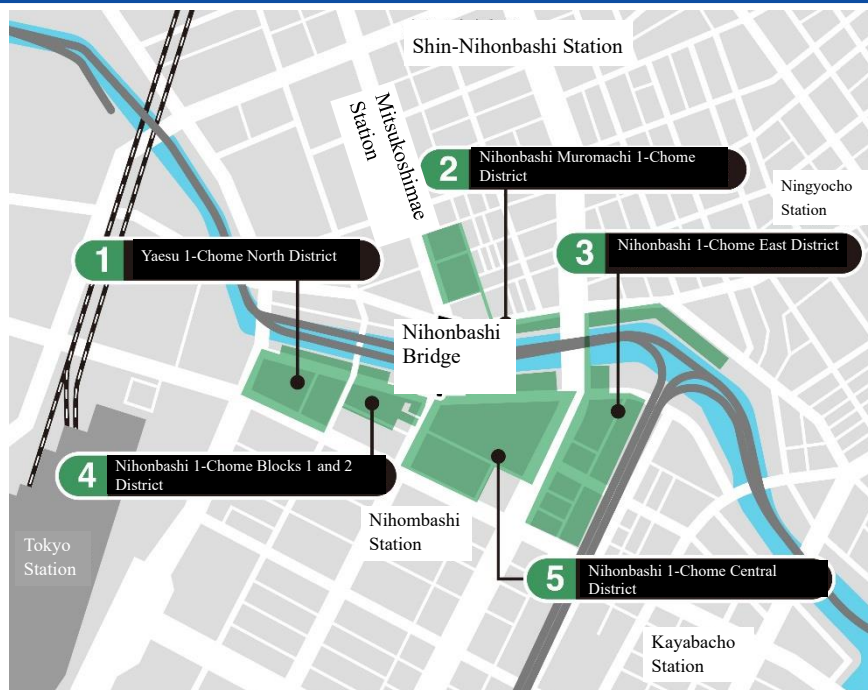 Shin-Nihonbashi Station
Mitsukoshimae
Station
2
Nihonbashi Muromachi 1-Chome
District
Ningyocho
Station
1
Yaesu 1-Chome North District
3
Nihonbashi 1-Chome East District
Nihonbashi
Bridge
4
Nihonbashi 1-Chome Blocks 1 and 2
District
Nihombashi
Station
Tokyo
Station
5
Nihonbashi 1-Chome Central
District
Kayabacho
Station